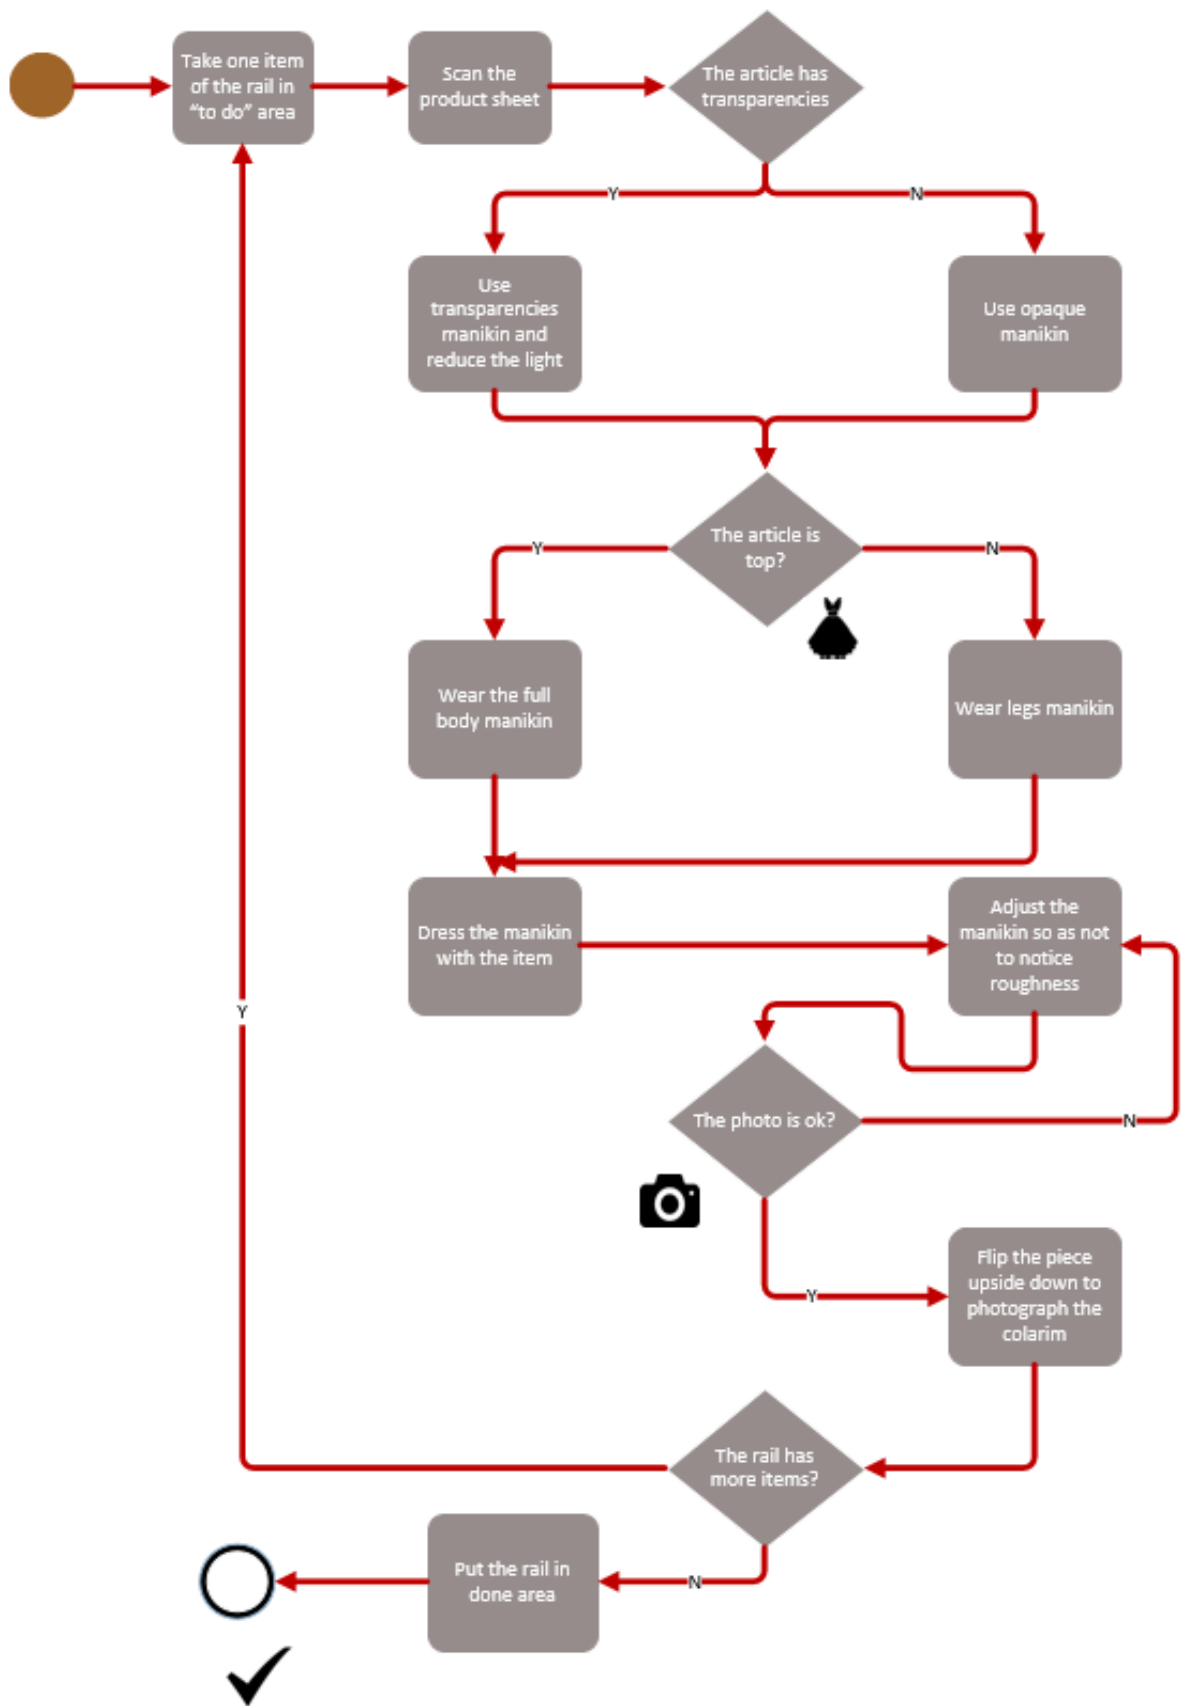 Take one item
of the rail in
“to do” area
Scan the
product sheet
The article has
transparencies
Y
N
Use
transparencies
manikin and
reduce the light
Use opaque
manikin
The article is
top?
Y
N
Wear the full
body manikin
Wear legs manikin
Dress the manikin
with the item
Adjust the
manikin so as not
to notice
roughness
Y
The photo is ok?
N
Y
Flip the piece
upside down to
photograph the
colarim
The rail has
more items?
Put the rail in
done area
N